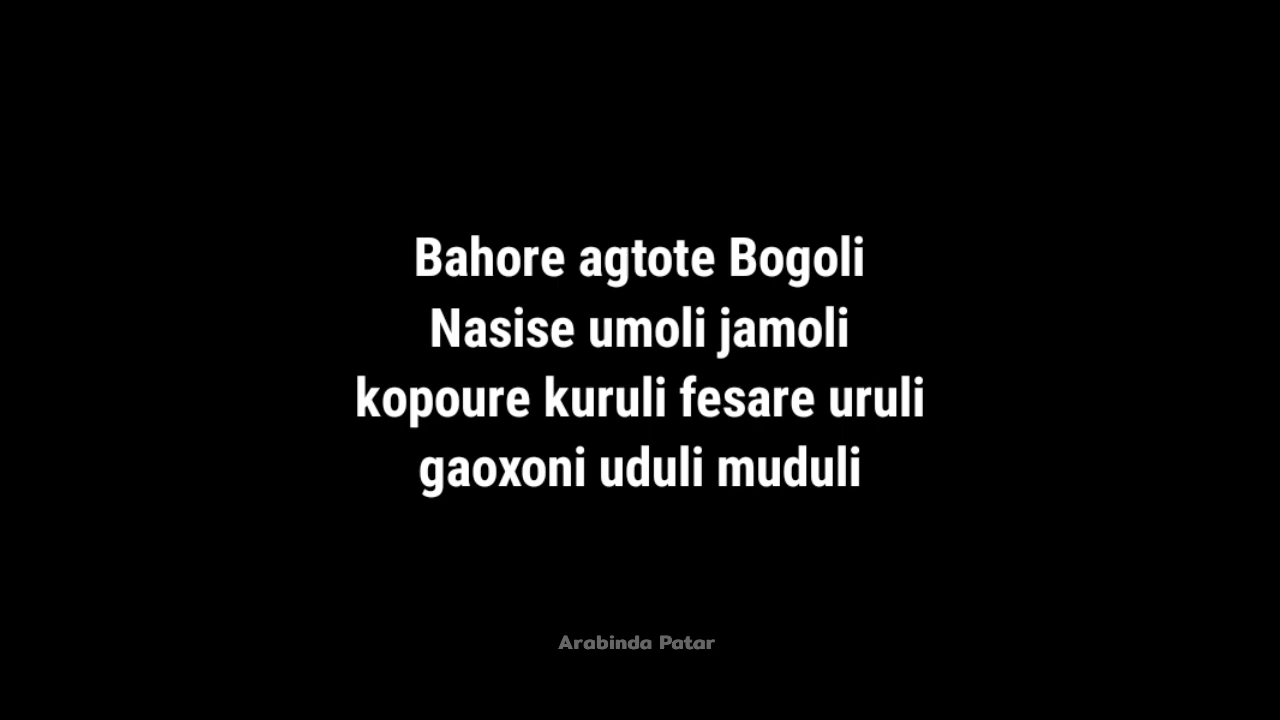 Bahore agtote Bogoli
Nasise umoli jamoli
kopoure kuruli fesare uruli
gaoxoni uduli muduli
Arabinda Patar